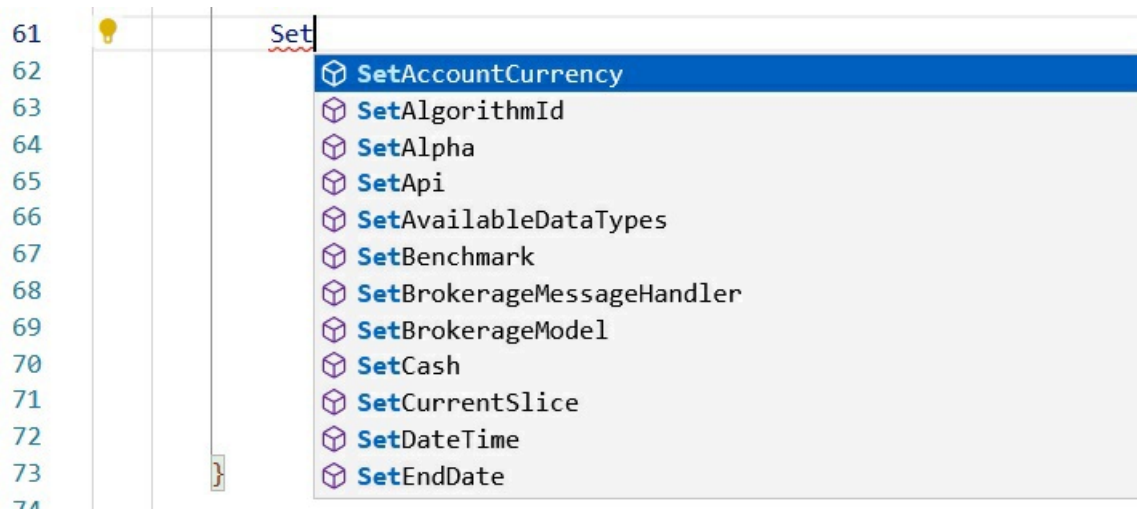 61 Set
62 SetAccountCurrency
63 SetAlgorithmId
64 SetAlpha
65 SetApi
66 SetAvailableDataTypes
67 SetBenchmark
68 SetBrokerageMessageHandler
69 SetBrokerageModel
70 SetCash
71 SetCurrentSlice
72 SetDateTime
73 } SetEndDate
74